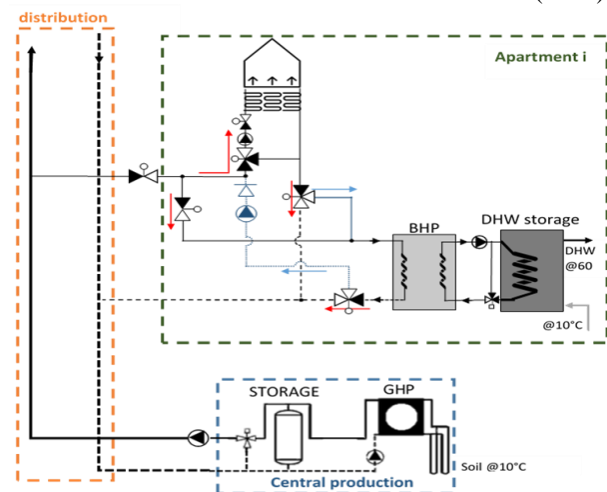 distribution
Apartment i
BHP
DHW storage
DHW
@60
@10°C
STORAGE
GHP
Soil @10°C
Central production